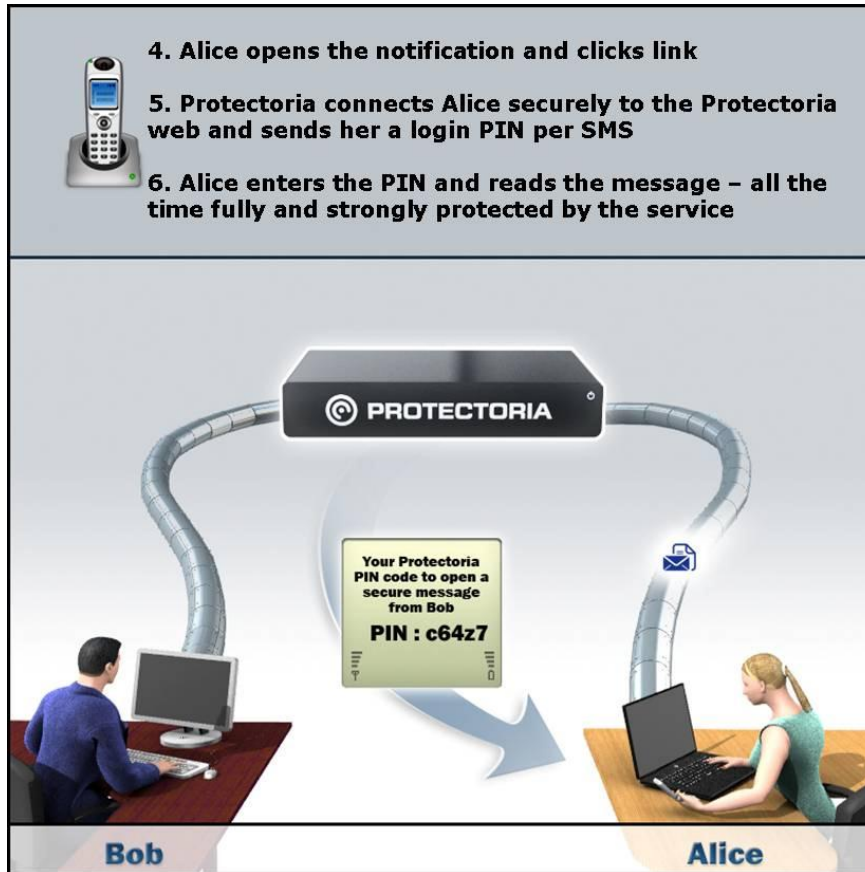 4. Alice opens the notification and clicks link
5. Protectoria connects Alice securely to the Protectoria
web and sends her a login PIN per SMS
6. Alice enters the PIN and reads the message – all the
time fully and strongly protected by the service
PROTECTORIA
Your Protectoria
PIN code to open a
secure message
from Bob
PIN : c64z7
Bob
Alice